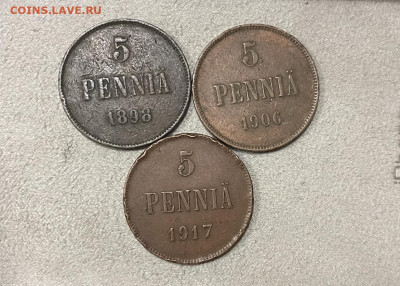 COINS.LAVE.RU
5
PENNIÄ
1898
5
PENNIÄ
1906
5
PENNIÄ
1917